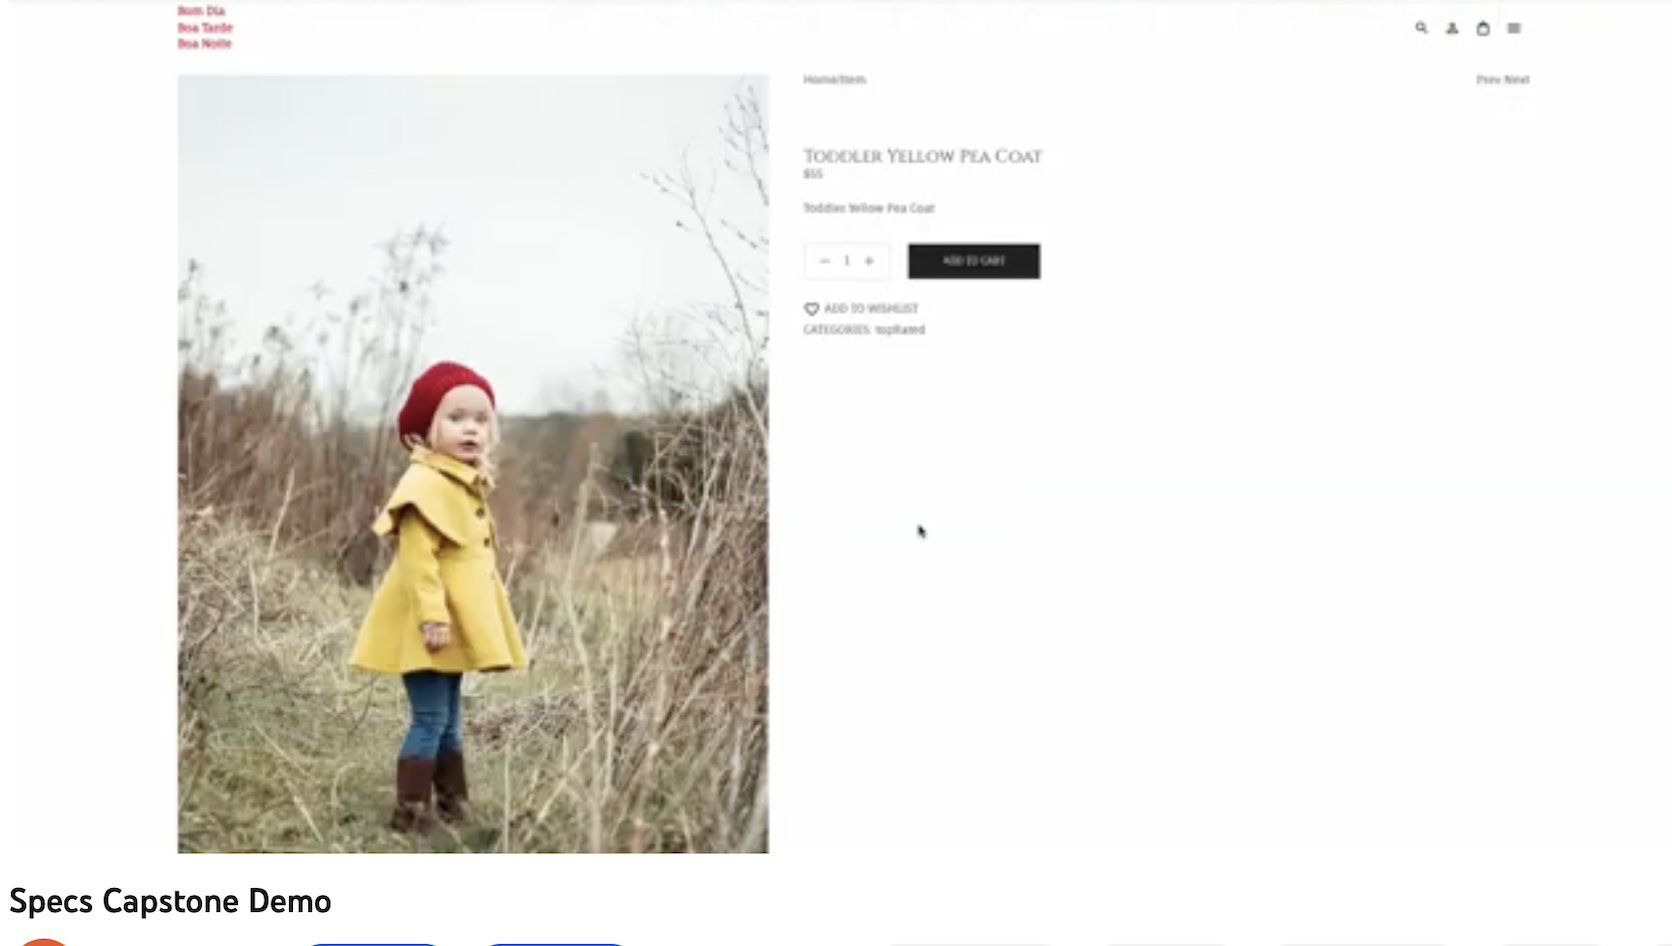 Bom Dia
Boa Tarde
Boa Noite
Home/Item
Prev Next
TODDLER YELLOW PEA COAT
$55
Toddler Yellow Pea Coat
− 1 +
ADD TO CART
ADD TO WISHLIST
CATEGORIES: topRated
Specs Capstone Demo